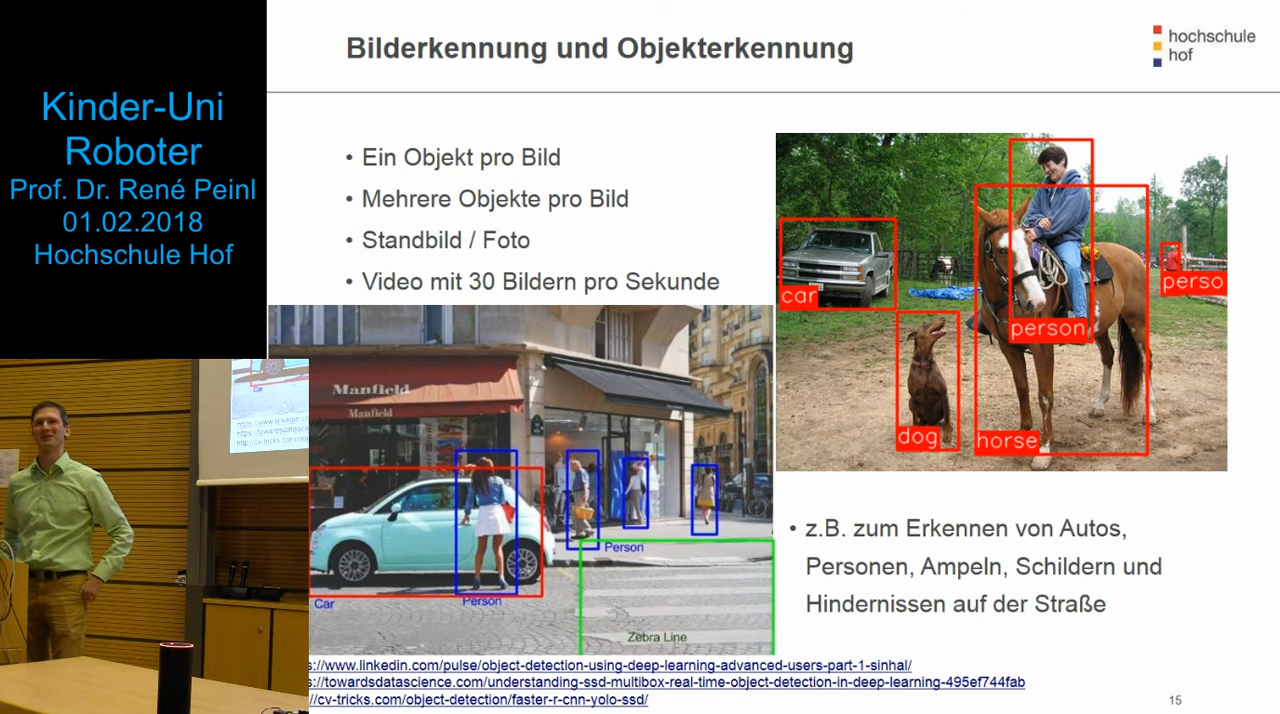 Kinder-Uni
Roboter
Prof. Dr. René Peinl
01.02.2018
Hochschule Hof
Bilderkennung und Objekterkennung
hochschule
hof
• Ein Objekt pro Bild
• Mehrere Objekte pro Bild
• Standbild / Foto
• Video mit 30 Bildern pro Sekunde
car
person
perso
dog
horse
Manfield
Manfield
Person
Car
Person
Zebra Line
• z.B. zum Erkennen von Autos,
Personen, Ampeln, Schildern und
Hindernissen auf der Straße
s://www.linkedin.com/pulse/object-detection-using-deep-learning-advanced-users-part-1-sinhal/
s://towardsdatascience.com/understanding-ssd-multibox-real-time-object-detection-in-deep-learning-495ef744fab
//cv-tricks.com/object-detection/faster-r-cnn-yolo-ssd/
15
Car